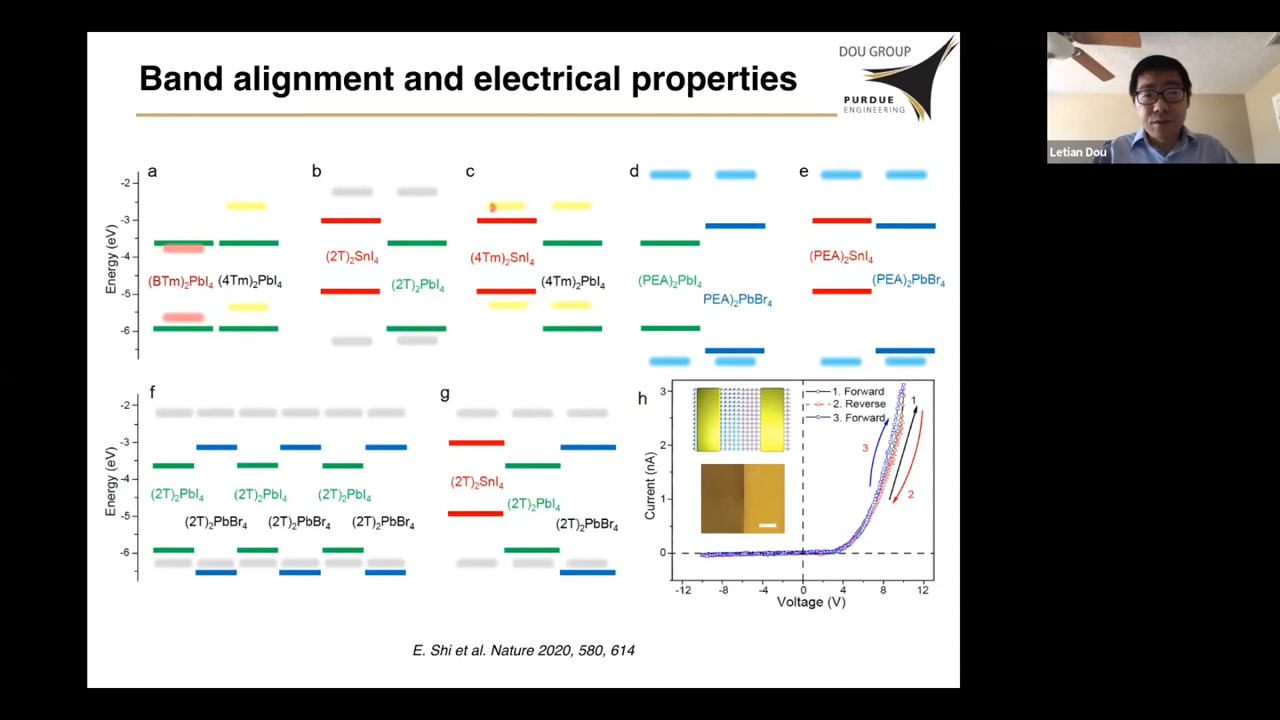 Band alignment and electrical properties
DOU GROUP
PURDUE
ENGINEERING
Letian Dou
a
b
c
d
e
Energy (eV)
-2
-3
-4
-5
-6
(BTm)₂PbI₄
(4Tm)₂PbI₄
(2T)₂SnI₄
(2T)₂PbI₄
(4Tm)₂SnI₄
(4Tm)₂PbI₄
(PEA)₂PbI₄
PEA)₂PbBr₄
(PEA)₂SnI₄
(PEA)₂PbBr₄
f
g
h
Energy (eV)
-2
-3
-4
-5
-6
(2T)₂PbI₄
(2T)₂PbI₄
(2T)₂PbI₄
(2T)₂PbBr₄
(2T)₂PbBr₄
(2T)₂PbBr₄
(2T)₂SnI₄
(2T)₂PbI₄
(2T)₂PbBr₄
Current (nA)
3
2
1
0
1. Forward
2. Reverse
3. Forward
1
3
2
-12 -8 -4 0 4 8 12
Voltage (V)
E. Shi et al. Nature 2020, 580, 614